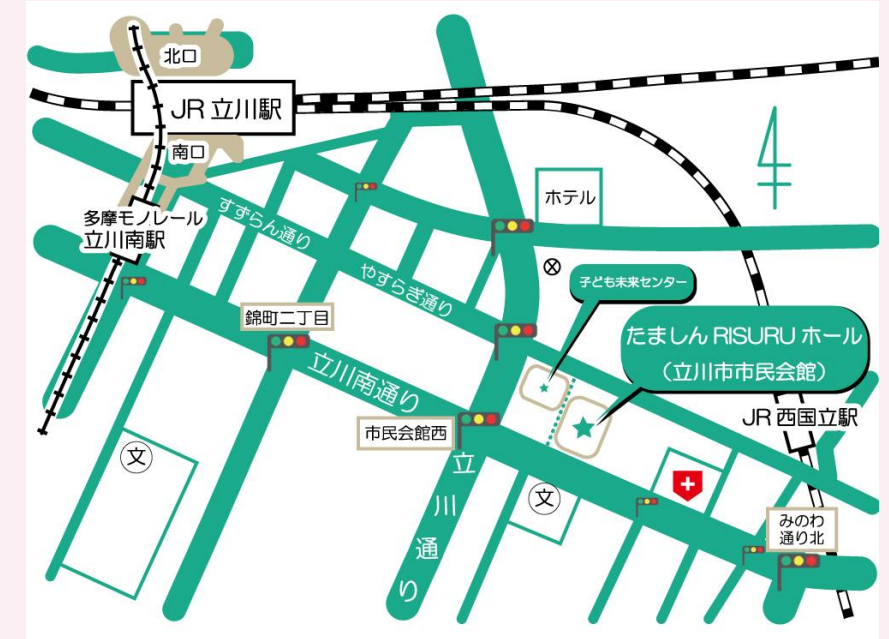 北口
JR 立川駅
南口
多摩モノレール
立川南駅
すずらん通り
やすらぎ通り
ホテル
子ども未来センター
たましん RISURU ホール
（立川市市民会館）
錦町二丁目
立川南通り
市民会館西
立川通り
JR 西国立駅
文
文
みのわ
通り北